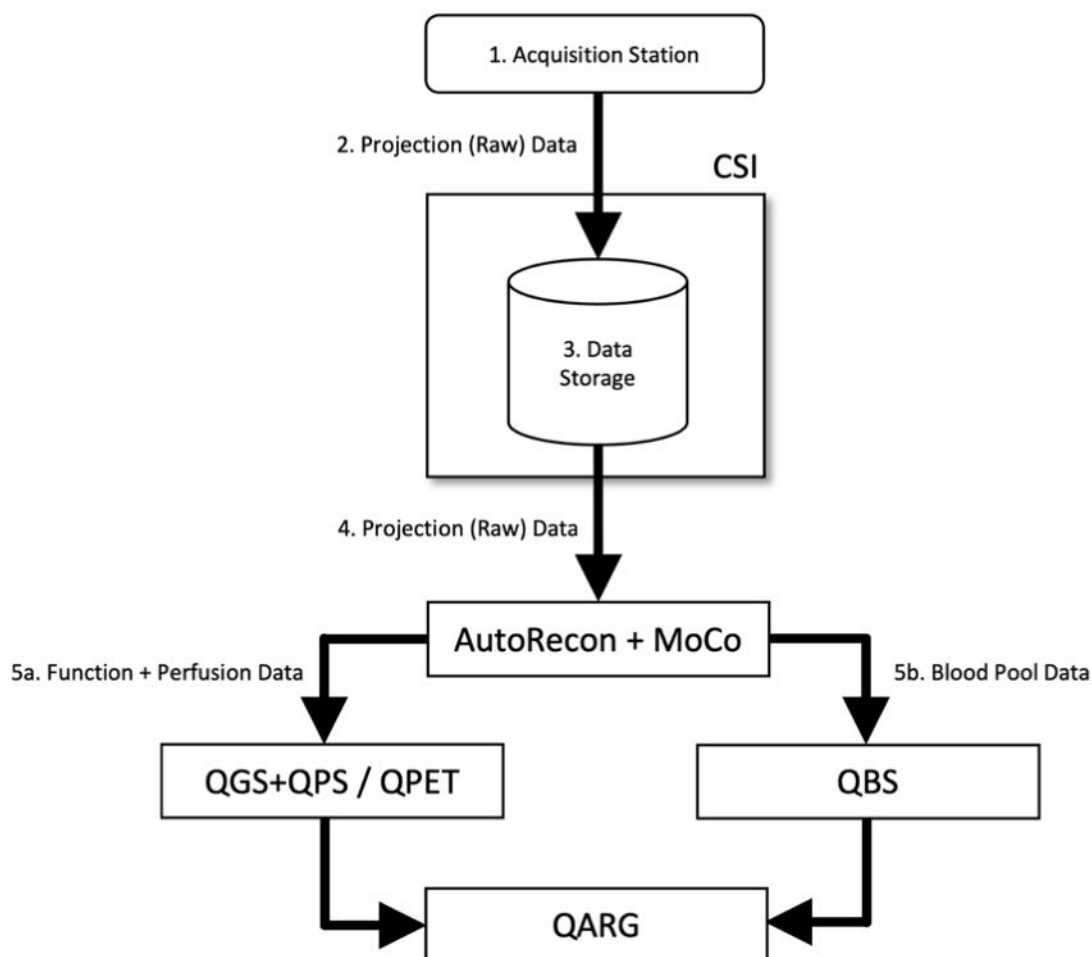 1. Acquisition Station
2. Projection (Raw) Data
CSI
3. Data
Storage
4. Projection (Raw) Data
AutoRecon + MoCo
5a. Function + Perfusion Data
5b. Blood Pool Data
QGS+QPS / QPET
QBS
QARG